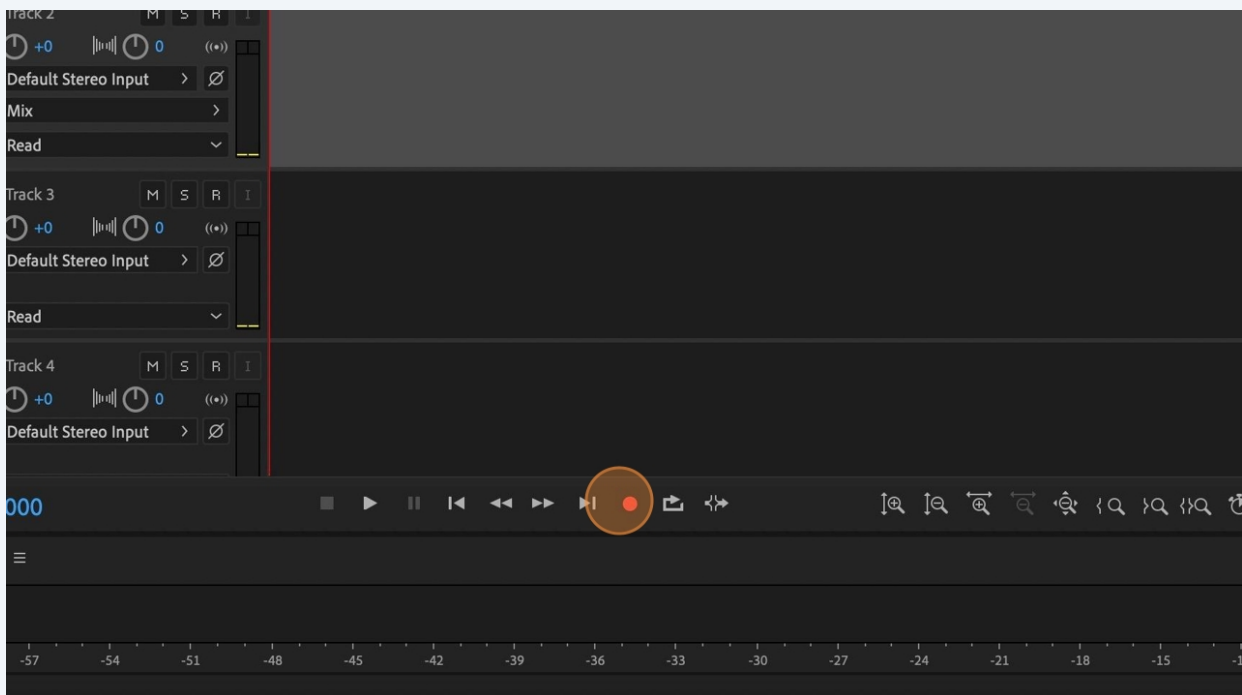 Track 2 M S R I
+0 0
Default Stereo Input
Mix
Read
Track 3 M S R I
+0 0
Default Stereo Input
Read
Track 4 M S R I
+0 0
Default Stereo Input
000
-57 -54 -51 -48 -45 -42 -39 -36 -33 -30 -27 -24 -21 -18 -15